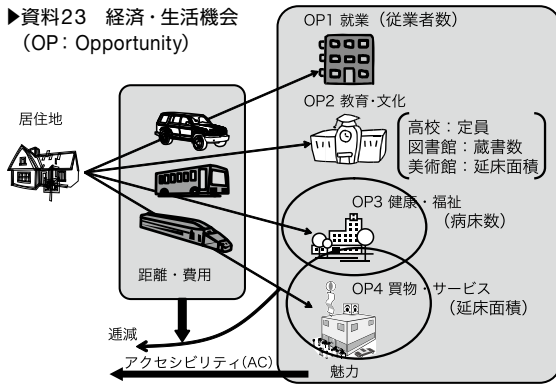 ▶資料23 経済・生活機会
（OP：Opportunity）
OP1 就業（従業者数）
OP2 教育・文化
高校：定員
図書館：蔵書数
美術館：延床面積
居住地
OP3 健康・福祉
（病床数）
距離・費用
OP4 買物・サービス
（延床面積）
逓減
アクセシビリティ(AC)
魅力